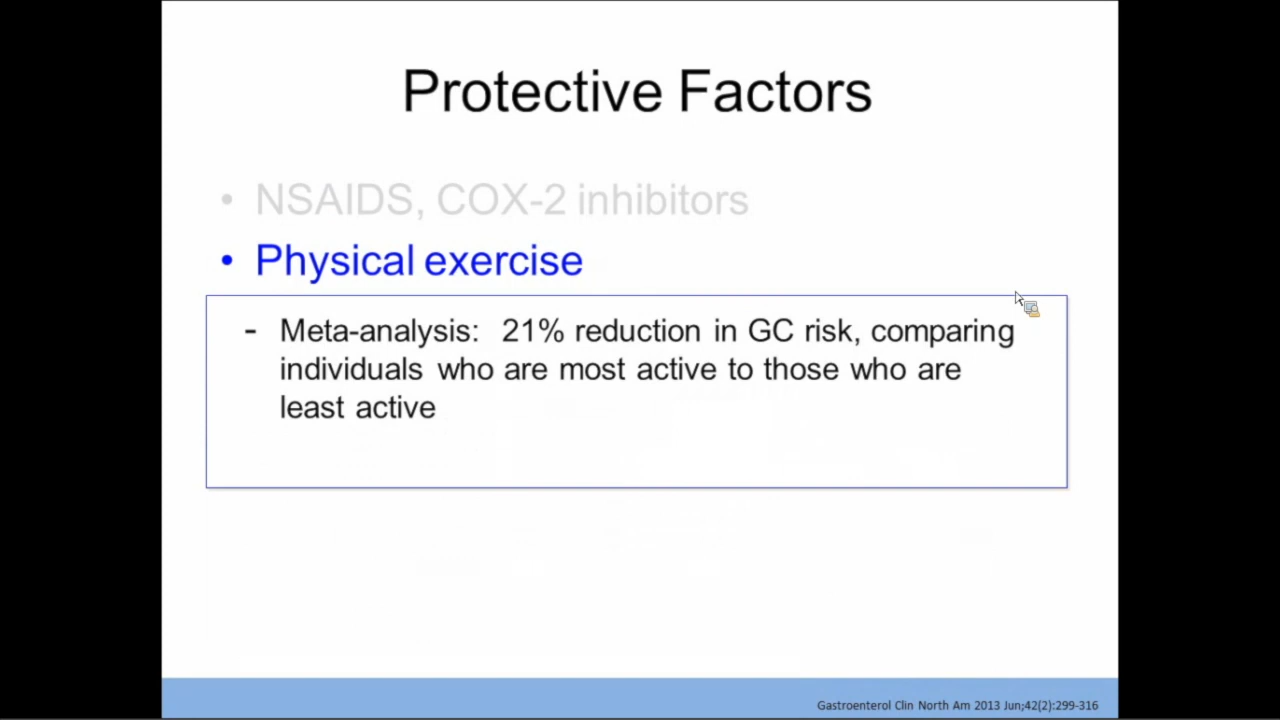 Protective Factors
• NSAIDS, COX-2 inhibitors
• Physical exercise
- Meta-analysis: 21% reduction in GC risk, comparing
individuals who are most active to those who are
least active
Gastroenterol Clin North Am 2013 Jun;42(2):299-316